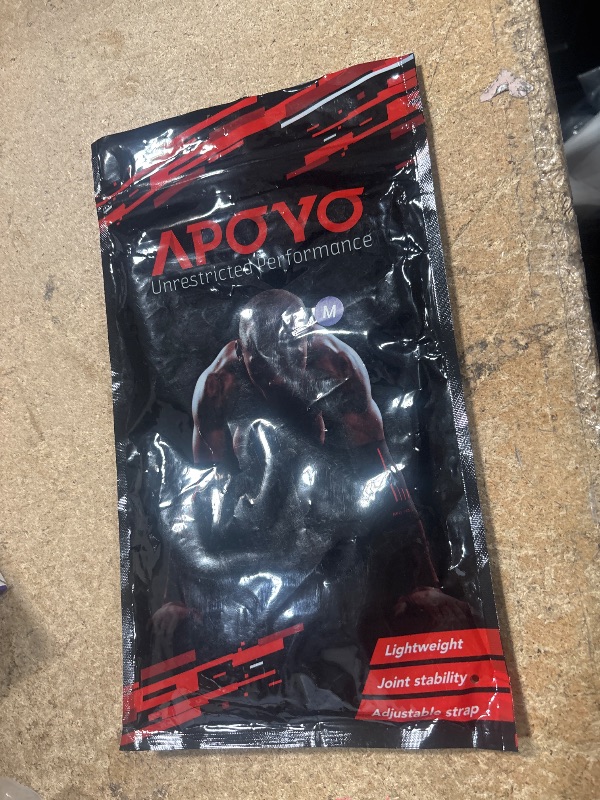 APOYO
Unrestricted Performance
M
Lightweight
Joint stability
Adjustable strap